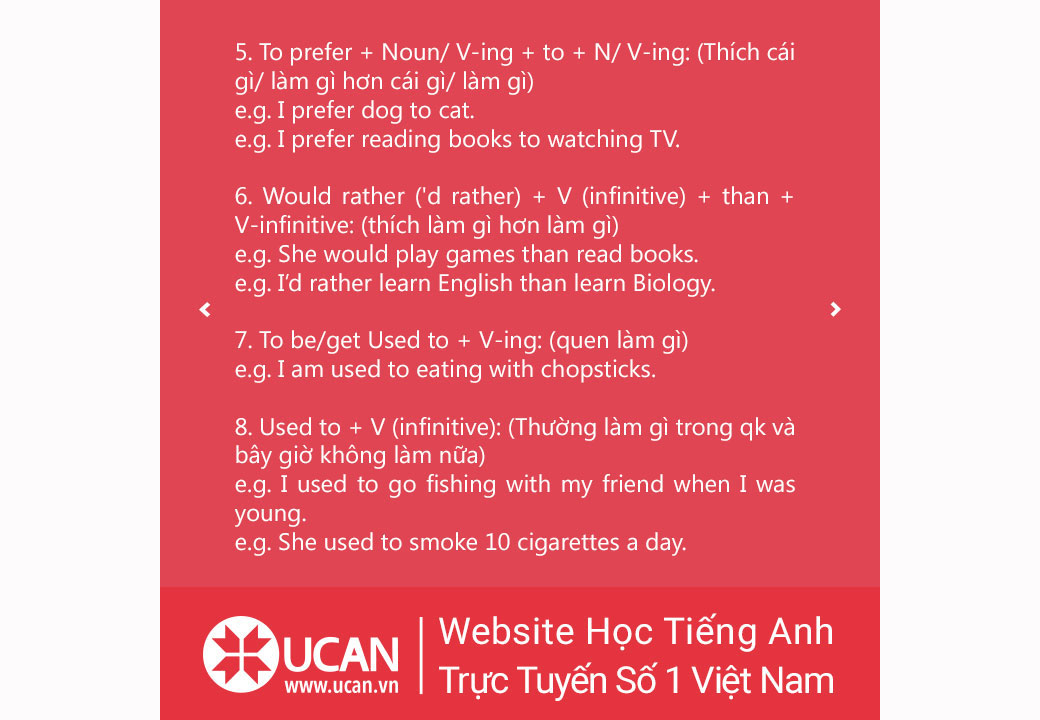 5. To prefer + Noun/ V-ing + to + N/ V-ing: (Thích cái
gì/ làm gì hơn cái gì/ làm gì)
e.g. I prefer dog to cat.
e.g. I prefer reading books to watching TV.
6. Would rather ('d rather) + V (infinitive) + than +
V-infinitive: (thích làm gì hơn làm gì)
e.g. She would play games than read books.
e.g. I’d rather learn English than learn Biology.
7. To be/get Used to + V-ing: (quen làm gì)
e.g. I am used to eating with chopsticks.
8. Used to + V (infinitive): (Thường làm gì trong qk và
bây giờ không làm nữa)
e.g. I used to go fishing with my friend when I was
young.
e.g. She used to smoke 10 cigarettes a day.
UCAN
www.ucan.vn
Website Học Tiếng Anh
Trực Tuyến Số 1 Việt Nam